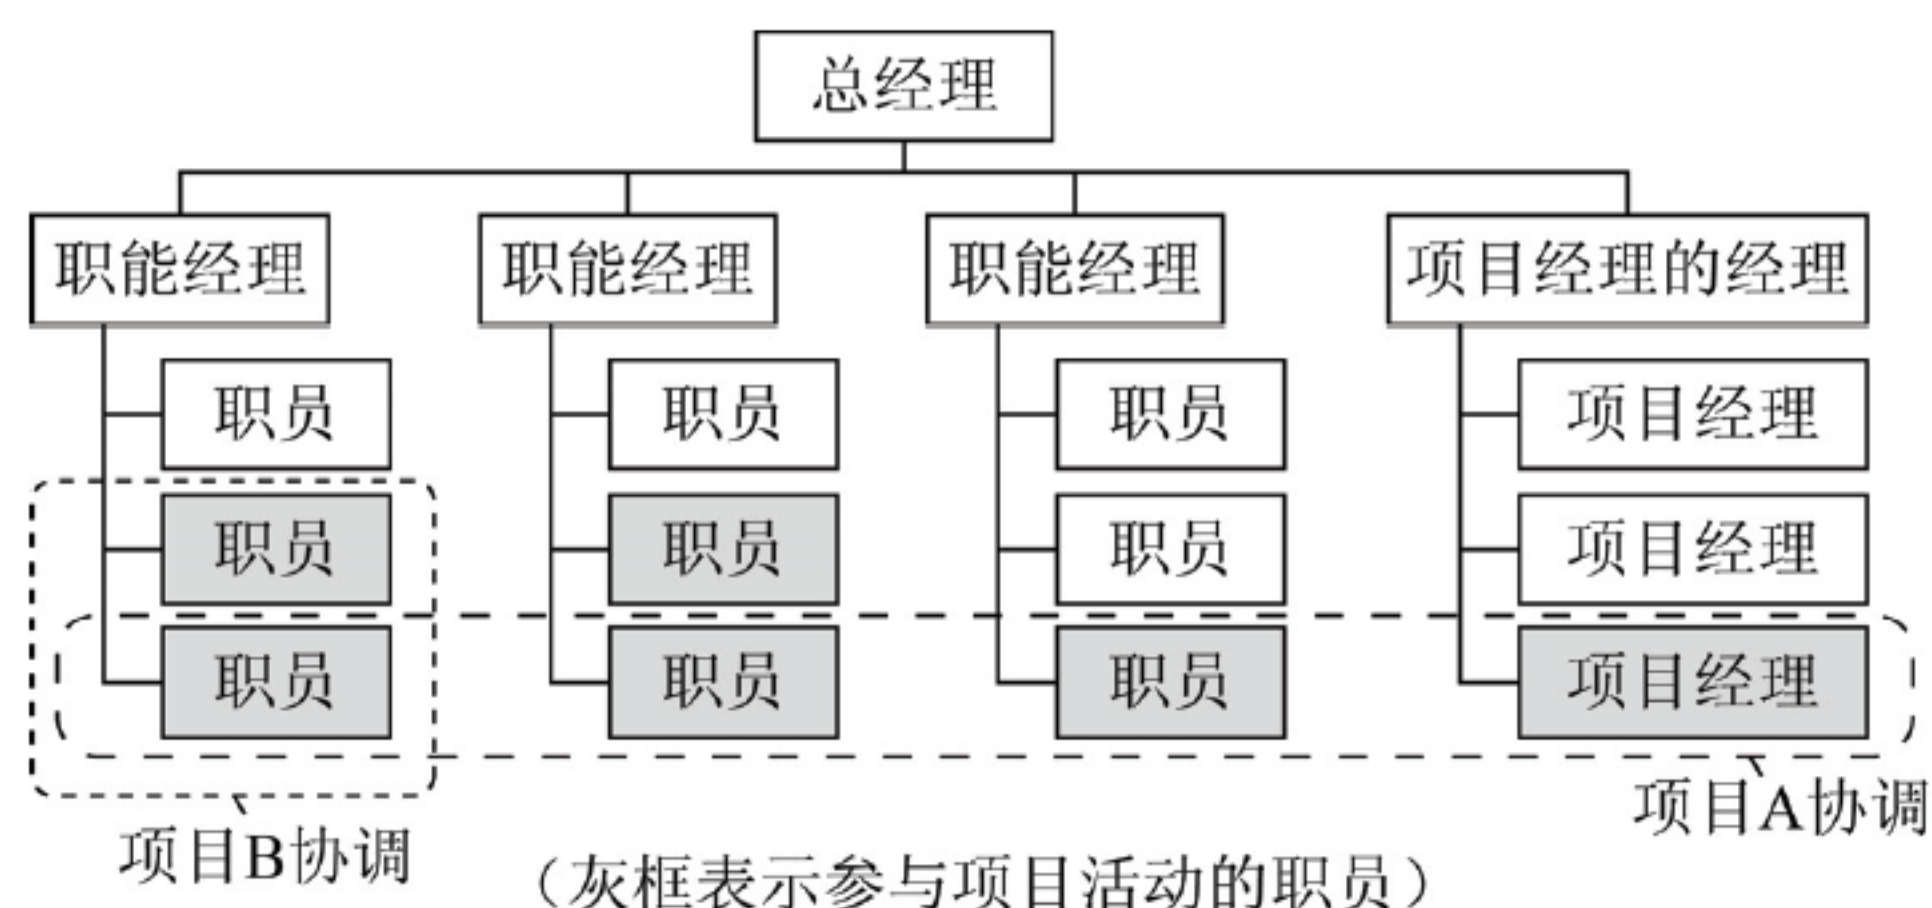 总经理
职能经理 职能经理 职能经理 项目经理的经理
职员 职员 职员 项目经理
职员 职员 职员 项目经理
职员 职员 职员 项目经理
项目A协调
项目B协调
（灰框表示参与项目活动的职员）